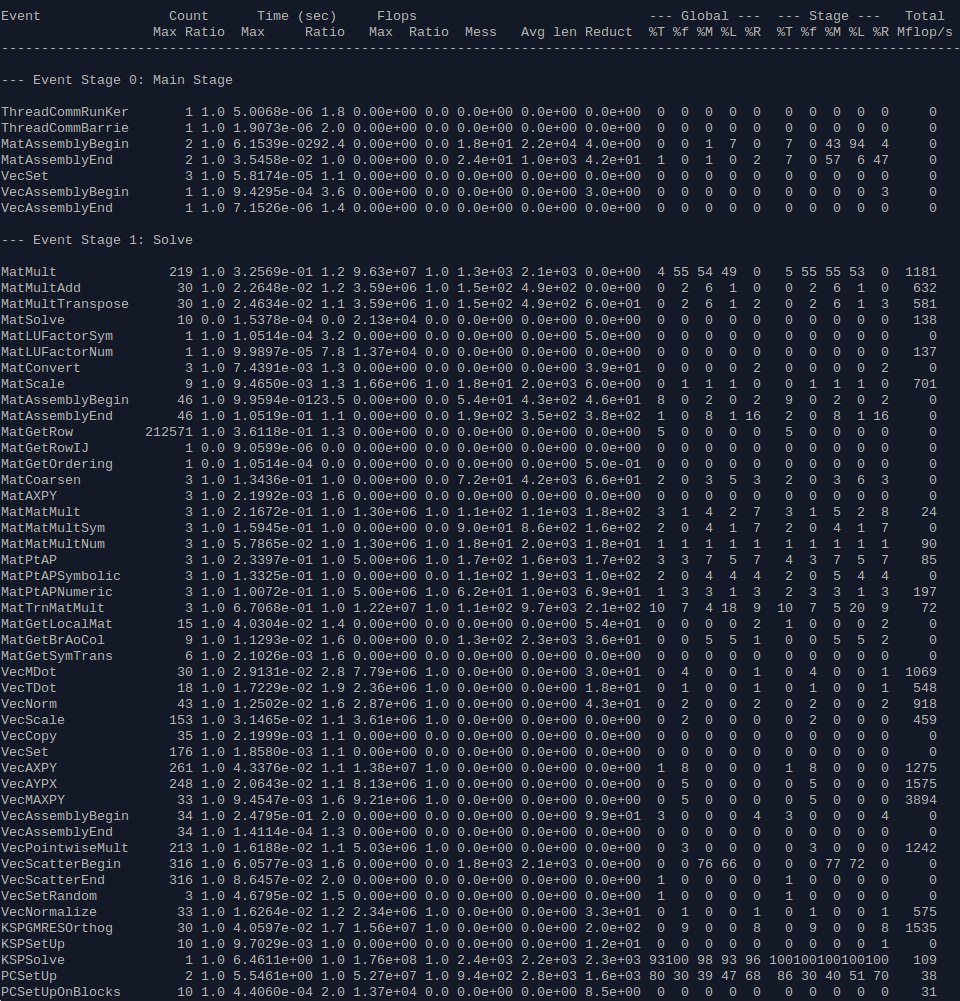 Event                Count      Time (sec)     Flops                             --- Global ---  --- Stage ---   Total
                   Max Ratio  Max     Ratio   Max  Ratio  Mess   Avg len Reduct  %T %f %M %L %R  %T %f %M %L %R Mflop/s
------------------------------------------------------------------------------------------------------------------------
--- Event Stage 0: Main Stage
ThreadCommRunKer       1 1.0 5.0068e-06 1.8 0.00e+00 0.0 0.0e+00 0.0e+00 0.0e+00  0  0  0  0  0   0  0  0  0  0     0
ThreadCommBarrie       1 1.0 1.9073e-06 2.0 0.00e+00 0.0 0.0e+00 0.0e+00 0.0e+00  0  0  0  0  0   0  0  0  0  0     0
MatAssemblyBegin       2 1.0 6.1539e-0292.4 0.00e+00 0.0 1.8e+01 2.2e+04 4.0e+00  0  0  1  7  0   7  0 43 94  4     0
MatAssemblyEnd         2 1.0 3.5458e-02 1.0 0.00e+00 0.0 2.4e+01 1.0e+03 4.2e+01  1  0  1  0  2   7  0 57  6 47     0
VecSet                 3 1.0 5.8174e-05 1.1 0.00e+00 0.0 0.0e+00 0.0e+00 0.0e+00  0  0  0  0  0   0  0  0  0  0     0
VecAssemblyBegin       1 1.0 9.4295e-04 3.6 0.00e+00 0.0 0.0e+00 0.0e+00 3.0e+00  0  0  0  0  0   0  0  0  0  3     0
VecAssemblyEnd         1 1.0 7.1526e-06 1.4 0.00e+00 0.0 0.0e+00 0.0e+00 0.0e+00  0  0  0  0  0   0  0  0  0  0     0
--- Event Stage 1: Solve
MatMult              219 1.0 3.2569e-01 1.2 9.63e+07 1.0 1.3e+03 2.1e+03 0.0e+00  4 55 54 49  0   5 55 55 53  0  1181
MatMultAdd            30 1.0 2.2648e-02 1.2 3.59e+06 1.0 1.5e+02 4.9e+02 0.0e+00  0  2  6  1  0   0  2  6  1  0   632
MatMultTranspose      30 1.0 2.4634e-02 1.1 3.59e+06 1.0 1.5e+02 4.9e+02 6.0e+01  0  2  6  1  2   0  2  6  1  3   581
MatSolve              10 0.0 1.5378e-04 0.0 2.13e+04 0.0 0.0e+00 0.0e+00 0.0e+00  0  0  0  0  0   0  0  0  0  0   138
MatLUFactorSym         1 1.0 1.0514e-04 3.2 0.00e+00 0.0 0.0e+00 0.0e+00 5.0e+00  0  0  0  0  0   0  0  0  0  0     0
MatLUFactorNum         1 1.0 9.9897e-05 7.8 1.37e+04 0.0 0.0e+00 0.0e+00 0.0e+00  0  0  0  0  0   0  0  0  0  0   137
MatConvert             3 1.0 7.4391e-03 1.3 0.00e+00 0.0 0.0e+00 0.0e+00 3.9e+01  0  0  0  0  2   0  0  0  0  2     0
MatScale               9 1.0 9.4650e-03 1.3 1.66e+06 1.0 1.8e+01 2.0e+03 6.0e+00  0  1  1  1  0   0  1  1  1  0   701
MatAssemblyBegin      46 1.0 9.9594e-0123.5 0.00e+00 0.0 5.4e+01 4.3e+02 4.6e+01  8  0  2  0  2   9  0  2  0  2     0
MatAssemblyEnd        46 1.0 1.0519e-01 1.1 0.00e+00 0.0 1.9e+02 3.5e+02 3.8e+02  1  0  8  1 16   2  0  8  1 16     0
MatGetRow         212571 1.0 3.6118e-01 1.3 0.00e+00 0.0 0.0e+00 0.0e+00 0.0e+00  5  0  0  0  0   5  0  0  0  0     0
MatGetRowIJ            1 0.0 9.0599e-06 0.0 0.00e+00 0.0 0.0e+00 0.0e+00 0.0e+00  0  0  0  0  0   0  0  0  0  0     0
MatGetOrdering         1 0.0 1.0514e-04 0.0 0.00e+00 0.0 0.0e+00 0.0e+00 5.0e-01  0  0  0  0  0   0  0  0  0  0     0
MatCoarsen             3 1.0 1.3436e-01 1.0 0.00e+00 0.0 7.2e+01 4.2e+03 6.6e+01  2  0  3  5  3   2  0  3  6  3     0
MatAXPY                3 1.0 2.1992e-03 1.6 0.00e+00 0.0 0.0e+00 0.0e+00 0.0e+00  0  0  0  0  0   0  0  0  0  0     0
MatMatMult             3 1.0 2.1672e-01 1.0 1.30e+06 1.0 1.1e+02 1.1e+03 1.8e+02  3  1  4  2  7   3  1  5  2  8    24
MatMatMultSym          3 1.0 1.5945e-01 1.0 0.00e+00 0.0 9.0e+01 8.6e+02 1.6e+02  2  0  4  1  7   2  0  4  1  7     0
MatMatMultNum          3 1.0 5.7865e-02 1.0 1.30e+06 1.0 1.8e+01 2.0e+03 1.8e+01  1  1  1  1  1   1  1  1  1  1    90
MatPtAP                3 1.0 2.3397e-01 1.0 5.00e+06 1.0 1.7e+02 1.6e+03 1.7e+02  3  3  7  5  7   4  3  7  5  7    85
MatPtAPSymbolic        3 1.0 1.3325e-01 1.0 0.00e+00 0.0 1.1e+02 1.9e+03 1.0e+02  2  0  4  4  4   2  0  5  4  4     0
MatPtAPNumeric         3 1.0 1.0072e-01 1.0 5.00e+06 1.0 6.2e+01 1.0e+03 6.9e+01  1  3  3  1  3   2  3  3  1  3   197
MatTrnMatMult          3 1.0 6.7068e-01 1.0 1.22e+07 1.0 1.1e+02 9.7e+03 2.1e+02 10  7  4 18  9  10  7  5 20  9    72
MatGetLocalMat        15 1.0 4.0304e-02 1.4 0.00e+00 0.0 0.0e+00 0.0e+00 5.4e+01  0  0  0  0  2   1  0  0  0  2     0
MatGetBrAoCol          9 1.0 1.1293e-02 1.6 0.00e+00 0.0 1.3e+02 2.3e+03 3.6e+01  0  0  5  5  1   0  0  5  5  2     0
MatGetSymTrans         6 1.0 2.1026e-03 1.6 0.00e+00 0.0 0.0e+00 0.0e+00 0.0e+00  0  0  0  0  0   0  0  0  0  0     0
VecMDot               30 1.0 2.9131e-02 2.8 7.79e+06 1.0 0.0e+00 0.0e+00 3.0e+01  0  4  0  0  1   0  4  0  0  1  1069
VecTDot               18 1.0 1.7229e-02 1.9 2.36e+06 1.0 0.0e+00 0.0e+00 1.8e+01  0  1  0  0  1   0  1  0  0  1   548
VecNorm               43 1.0 1.2502e-02 1.6 2.87e+06 1.0 0.0e+00 0.0e+00 4.3e+01  0  2  0  0  2   0  2  0  0  2   918
VecScale             153 1.0 3.1465e-02 1.1 3.61e+06 1.0 0.0e+00 0.0e+00 0.0e+00  0  2  0  0  0   0  2  0  0  0   459
VecCopy               35 1.0 2.1999e-03 1.1 0.00e+00 0.0 0.0e+00 0.0e+00 0.0e+00  0  0  0  0  0   0  0  0  0  0     0
VecSet               176 1.0 1.8580e-03 1.1 0.00e+00 0.0 0.0e+00 0.0e+00 0.0e+00  0  0  0  0  0   0  0  0  0  0     0
VecAXPY              261 1.0 4.3376e-02 1.1 1.38e+07 1.0 0.0e+00 0.0e+00 0.0e+00  1  8  0  0  0   1  8  0  0  0  1275
VecAYPX              248 1.0 2.0643e-02 1.1 8.13e+06 1.0 0.0e+00 0.0e+00 0.0e+00  0  5  0  0  0   0  5  0  0  0  1575
VecMAXPY              33 1.0 9.4547e-03 1.6 9.21e+06 1.0 0.0e+00 0.0e+00 0.0e+00  0  5  0  0  0   0  5  0  0  0  3894
VecAssemblyBegin      34 1.0 2.4795e-01 2.0 0.00e+00 0.0 0.0e+00 0.0e+00 9.9e+01  3  0  0  0  4   3  0  0  0  4     0
VecAssemblyEnd        34 1.0 1.4114e-04 1.3 0.00e+00 0.0 0.0e+00 0.0e+00 0.0e+00  0  0  0  0  0   0  0  0  0  0     0
VecPointwiseMult     213 1.0 1.6188e-02 1.1 5.03e+06 1.0 0.0e+00 0.0e+00 0.0e+00  0  3  0  0  0   0  3  0  0  0  1242
VecScatterBegin      316 1.0 6.0577e-03 1.6 0.00e+00 0.0 1.8e+03 2.1e+03 0.0e+00  0  0 76 66  0   0  0 77 72  0     0
VecScatterEnd        316 1.0 8.6457e-02 2.0 0.00e+00 0.0 0.0e+00 0.0e+00 0.0e+00  1  0  0  0  0   1  0  0  0  0     0
VecSetRandom           3 1.0 4.6795e-02 1.5 0.00e+00 0.0 0.0e+00 0.0e+00 0.0e+00  1  0  0  0  0   1  0  0  0  0     0
VecNormalize          33 1.0 1.6264e-02 1.2 2.34e+06 1.0 0.0e+00 0.0e+00 3.3e+01  0  1  0  0  1   0  1  0  0  1   575
KSPGMRESOrthog        30 1.0 4.0597e-02 1.7 1.56e+07 1.0 0.0e+00 0.0e+00 2.0e+02  0  9  0  0  8   0  9  0  0  8  1535
KSPSetUp              10 1.0 9.7029e-03 1.0 0.00e+00 0.0 0.0e+00 0.0e+00 1.2e+01  0  0  0  0  0   0  0  0  0  1     0
KSPSolve               1 1.0 6.4611e+00 1.0 1.76e+08 1.0 2.4e+03 2.2e+03 2.3e+03 93100 98 93 96 100100100100100   109
PCSetUp                2 1.0 5.5461e+00 1.0 5.27e+07 1.0 9.4e+02 2.8e+03 1.6e+03 80 30 39 47 68  86 30 40 51 70    38
PCSetUpOnBlocks       10 1.0 4.4060e-04 2.0 1.37e+04 0.0 0.0e+00 0.0e+00 8.5e+00  0  0  0  0  0   0  0  0  0  0    31